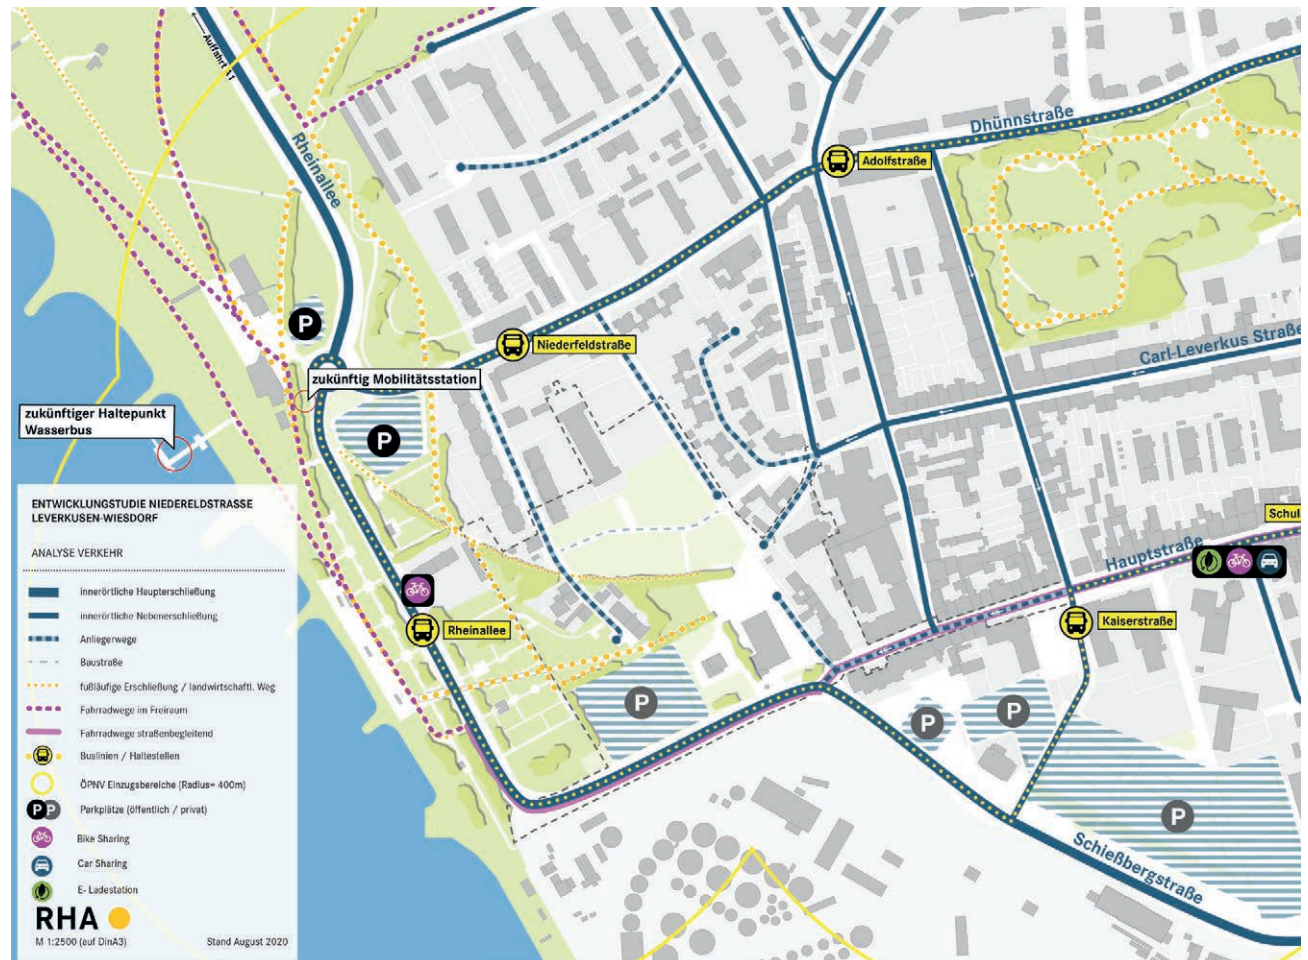 Auffahrt A1
Rheinallee
Dhünnstraße
Adolfstraße
Niederfeldstraße
Carl-Leverkus Straße
zukünftig Mobilitätsstation
zukünftiger Haltepunkt
Wasserbus
P
P
Hauptstraße
Schul
Rheinallee
Kaiserstraße
P
P
P
P
Schießbergstraße
ENTWICKLUNGSTUDIE NIEDERELDSTRASSE
LEVERKUSEN-WIESDORF
ANALYSE VERKEHR
innerörtliche Haupterschließung
innerörtliche Nebenerschließung
Anliegerwege
Baustraße
fußläufige Erschließung / landwirtschaftl. Weg
Fahrradwege im Freiraum
Fahrradwege straßenbegleitend
Buslinien / Haltestellen
ÖPNV Einzugsbereiche (Radius= 400m)
PP Parkplätze (öffentlich / privat)
Bike Sharing
Car Sharing
E- Ladestation
RHA
M 1:2500 (auf DinA3) Stand August 2020